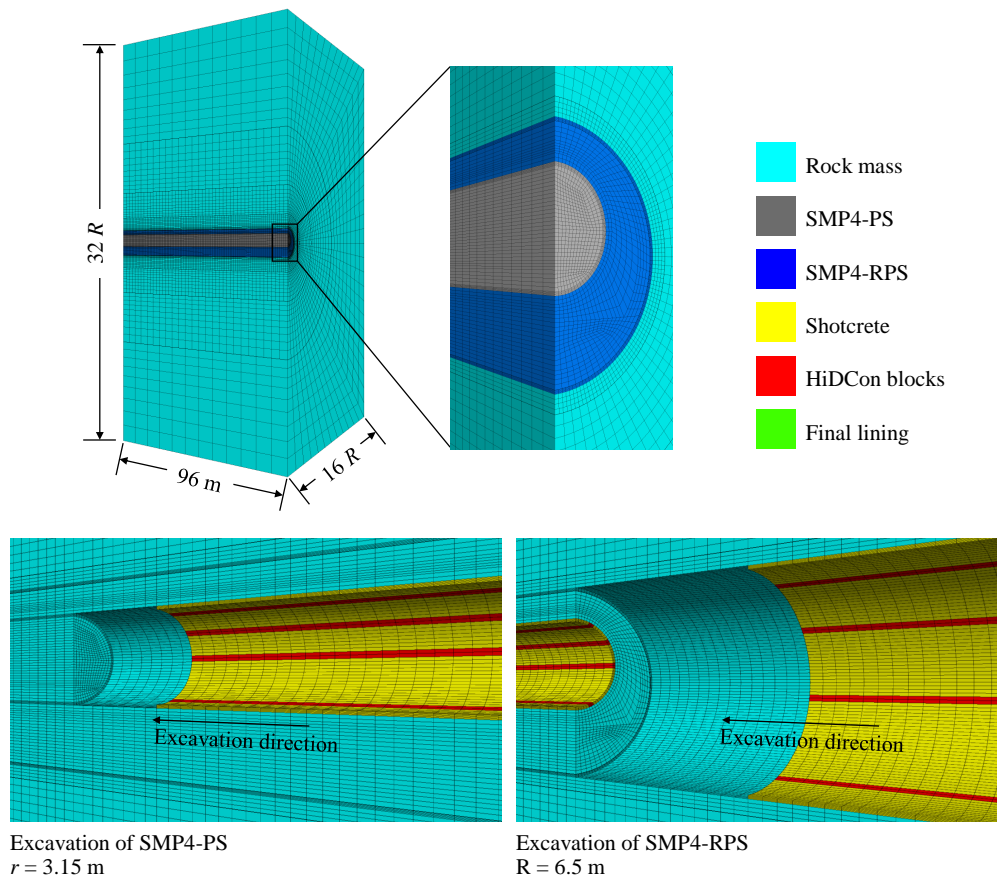 32 R
96 m
16 R
Rock mass
SMP4-PS
SMP4-RPS
Shotcrete
HiDCon blocks
Final lining
Excavation direction
Excavation direction
Excavation of SMP4-PS
r = 3.15 m
Excavation of SMP4-RPS
R = 6.5 m